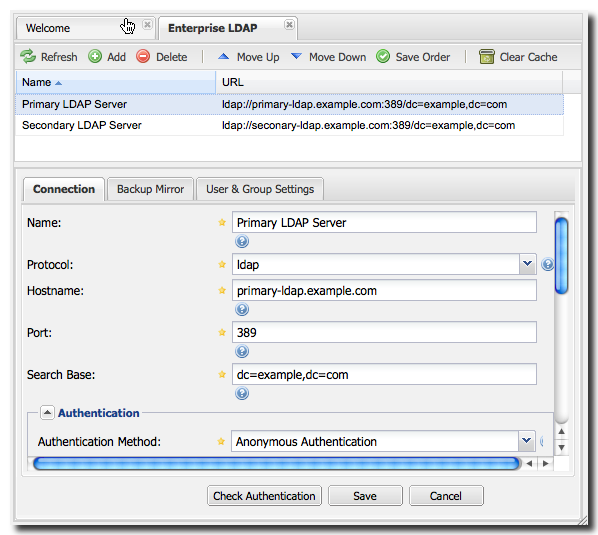 Welcome Enterprise LDAP
Refresh Add Delete Move Up Move Down Save Order Clear Cache
Name URL
Primary LDAP Server ldap://primary-ldap.example.com:389/dc=example,dc=com
Secondary LDAP Server ldap://seconary-ldap.example.com:389/dc=example,dc=com
Connection Backup Mirror User & Group Settings
Name: Primary LDAP Server
Protocol: ldap
Hostname: primary-ldap.example.com
Port: 389
Search Base: dc=example,dc=com
Authentication
Authentication Method: Anonymous Authentication
Check Authentication Save Cancel